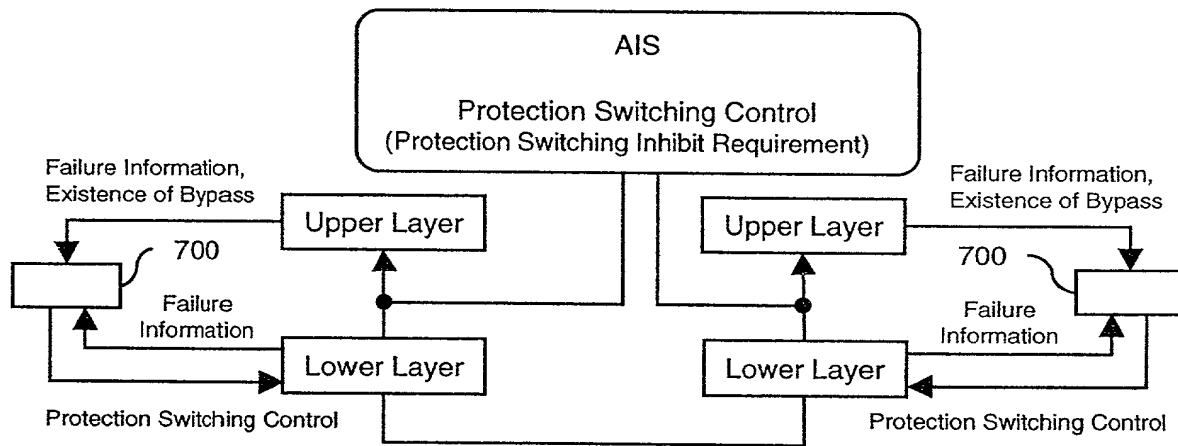 AIS
Protection Switching Control
(Protection Switching Inhibit Requirement)
Failure Information,
Existence of Bypass
Upper Layer
700
Failure
Information
Lower Layer
Protection Switching Control
Failure Information,
Existence of Bypass
Upper Layer
700
Failure
Information
Lower Layer
Protection Switching Control